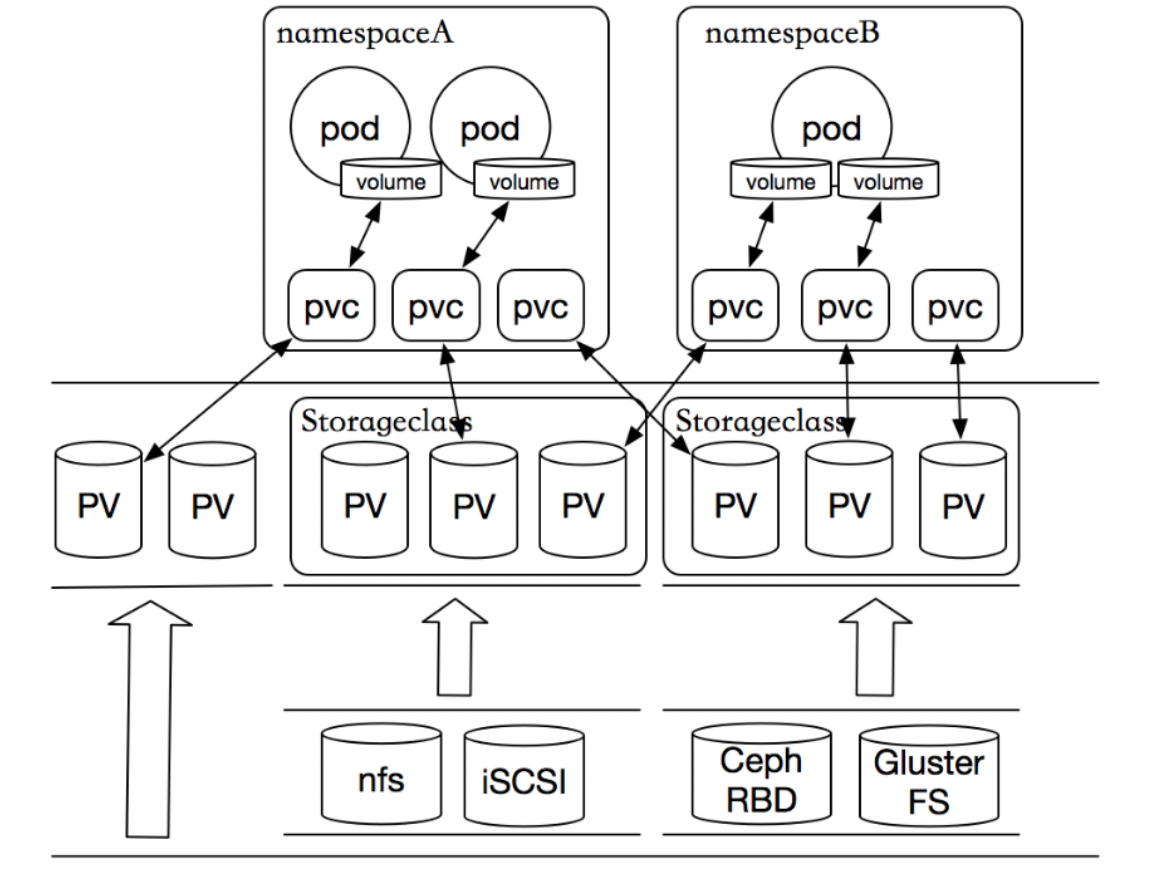 namespaceA
namespaceB
pod
pod
pod
volume
volume
volume
volume
pvc
pvc
pvc
pvc
pvc
pvc
Storageclass
Storageclass
PV
PV
PV
PV
PV
PV
PV
PV
nfs
iSCSI
Ceph
RBD
Gluster
FS